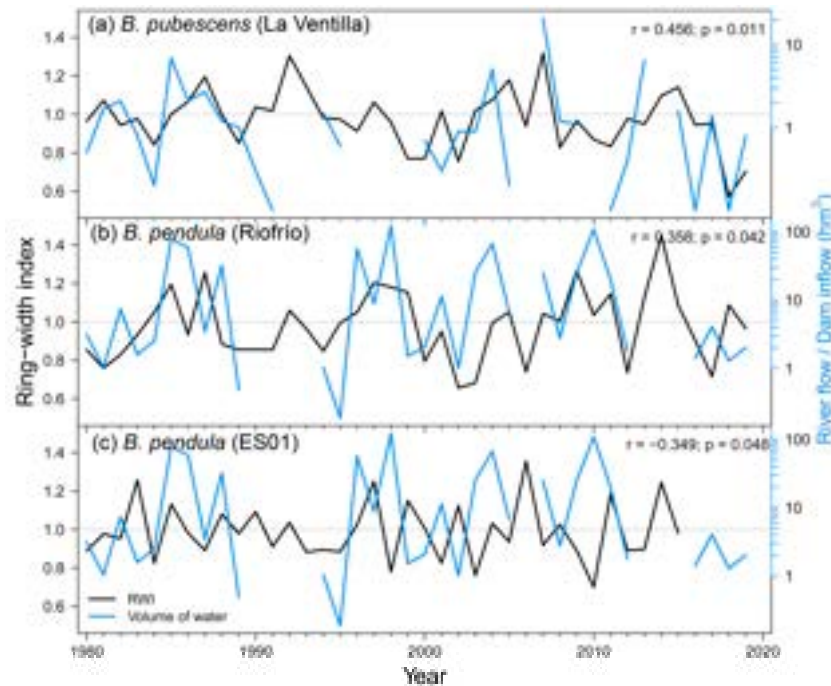 (a) B. pubescens (La Ventilla)
r = 0.456; p = 0.011
1.4
1.2
1.0
0.8
0.6
10
1
(b) B. pendula (Riofrío)
r = 0.358; p = 0.042
1.4
1.2
1.0
0.8
0.6
100
10
1
(c) B. pendula (ES01)
r = −0.349; p = 0.048
1.4
1.2
1.0
0.8
0.6
100
10
1
RWI
Volume of water
Ring−width index
River flow / Dam inflow (hm³)
1980 1990 2000 2010 2020
Year